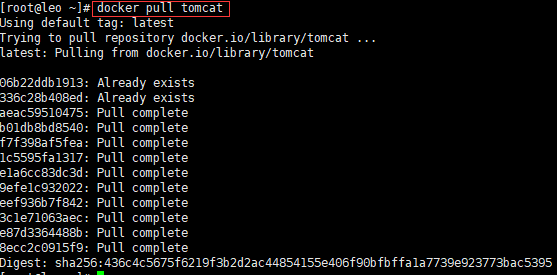 [root@leo ~]# docker pull tomcat
Using default tag: latest
Trying to pull repository docker.io/library/tomcat ...
latest: Pulling from docker.io/library/tomcat
06b22ddb1913: Already exists
336c28b408ed: Already exists
aeac59510475: Pull complete
b01db8bd8540: Pull complete
f7f398af5fea: Pull complete
1c5595fa1317: Pull complete
e1a6cc83dc3d: Pull complete
9efe1c932022: Pull complete
eef936b7f842: Pull complete
3c1e71063aec: Pull complete
e87d3364488b: Pull complete
8ecc2c0915f9: Pull complete
Digest: sha256:436c4c5675f6219f3b2d2ac44854155e406f90bfbffa1a7739e923773bac5395